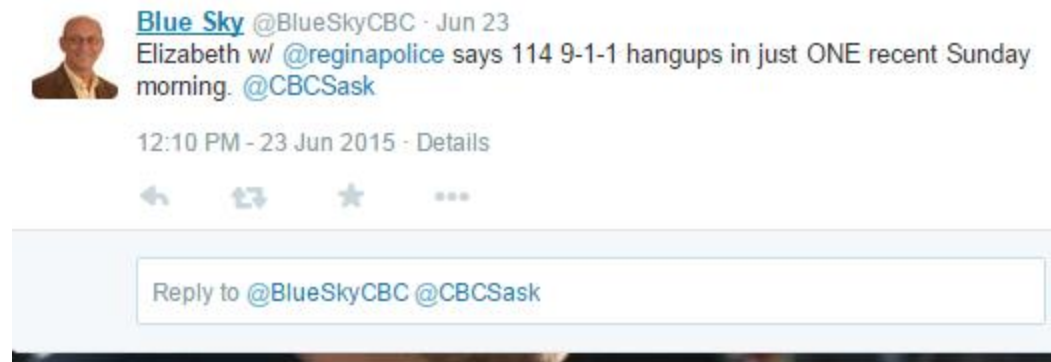 Blue Sky @BlueSkyCBC · Jun 23
Elizabeth w/ @reginapolice says 114 9-1-1 hangups in just ONE recent Sunday
morning. @CBCSask
12:10 PM - 23 Jun 2015 · Details
Reply to @BlueSkyCBC @CBCSask